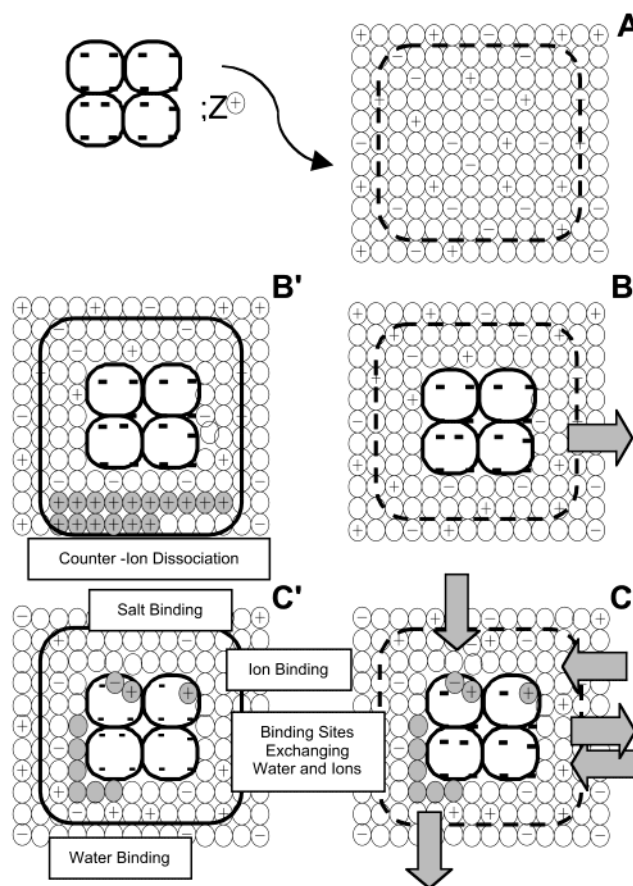 A
;Z⊕
B'
B
Counter -Ion Dissociation
Salt Binding
C'
C
Ion Binding
Binding Sites
Exchanging
Water and Ions
Water Binding